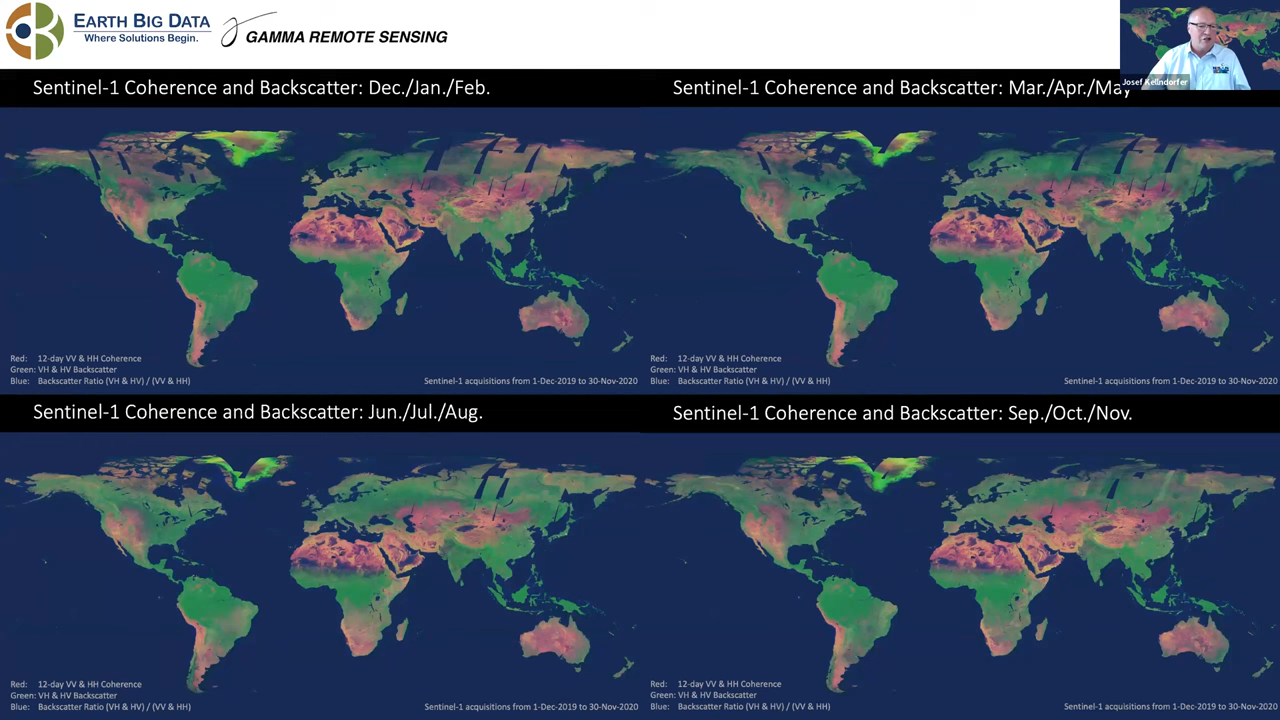 EARTH BIG DATA
Where Solutions Begin.
GAMMA REMOTE SENSING
Josef Kellndorfer
Sentinel-1 Coherence and Backscatter: Dec./Jan./Feb.
Red: 12-day VV & HH Coherence
Green: VH & HV Backscatter
Blue: Backscatter Ratio (VH & HV) / (VV & HH)
Sentinel-1 acquisitions from 1-Dec-2019 to 30-Nov-2020
Sentinel-1 Coherence and Backscatter: Mar./Apr./May
Red: 12-day VV & HH Coherence
Green: VH & HV Backscatter
Blue: Backscatter Ratio (VH & HV) / (VV & HH)
Sentinel-1 acquisitions from 1-Dec-2019 to 30-Nov-2020
Sentinel-1 Coherence and Backscatter: Jun./Jul./Aug.
Red: 12-day VV & HH Coherence
Green: VH & HV Backscatter
Blue: Backscatter Ratio (VH & HV) / (VV & HH)
Sentinel-1 acquisitions from 1-Dec-2019 to 30-Nov-2020
Sentinel-1 Coherence and Backscatter: Sep./Oct./Nov.
Red: 12-day VV & HH Coherence
Green: VH & HV Backscatter
Blue: Backscatter Ratio (VH & HV) / (VV & HH)
Sentinel-1 acquisitions from 1-Dec-2019 to 30-Nov-2020